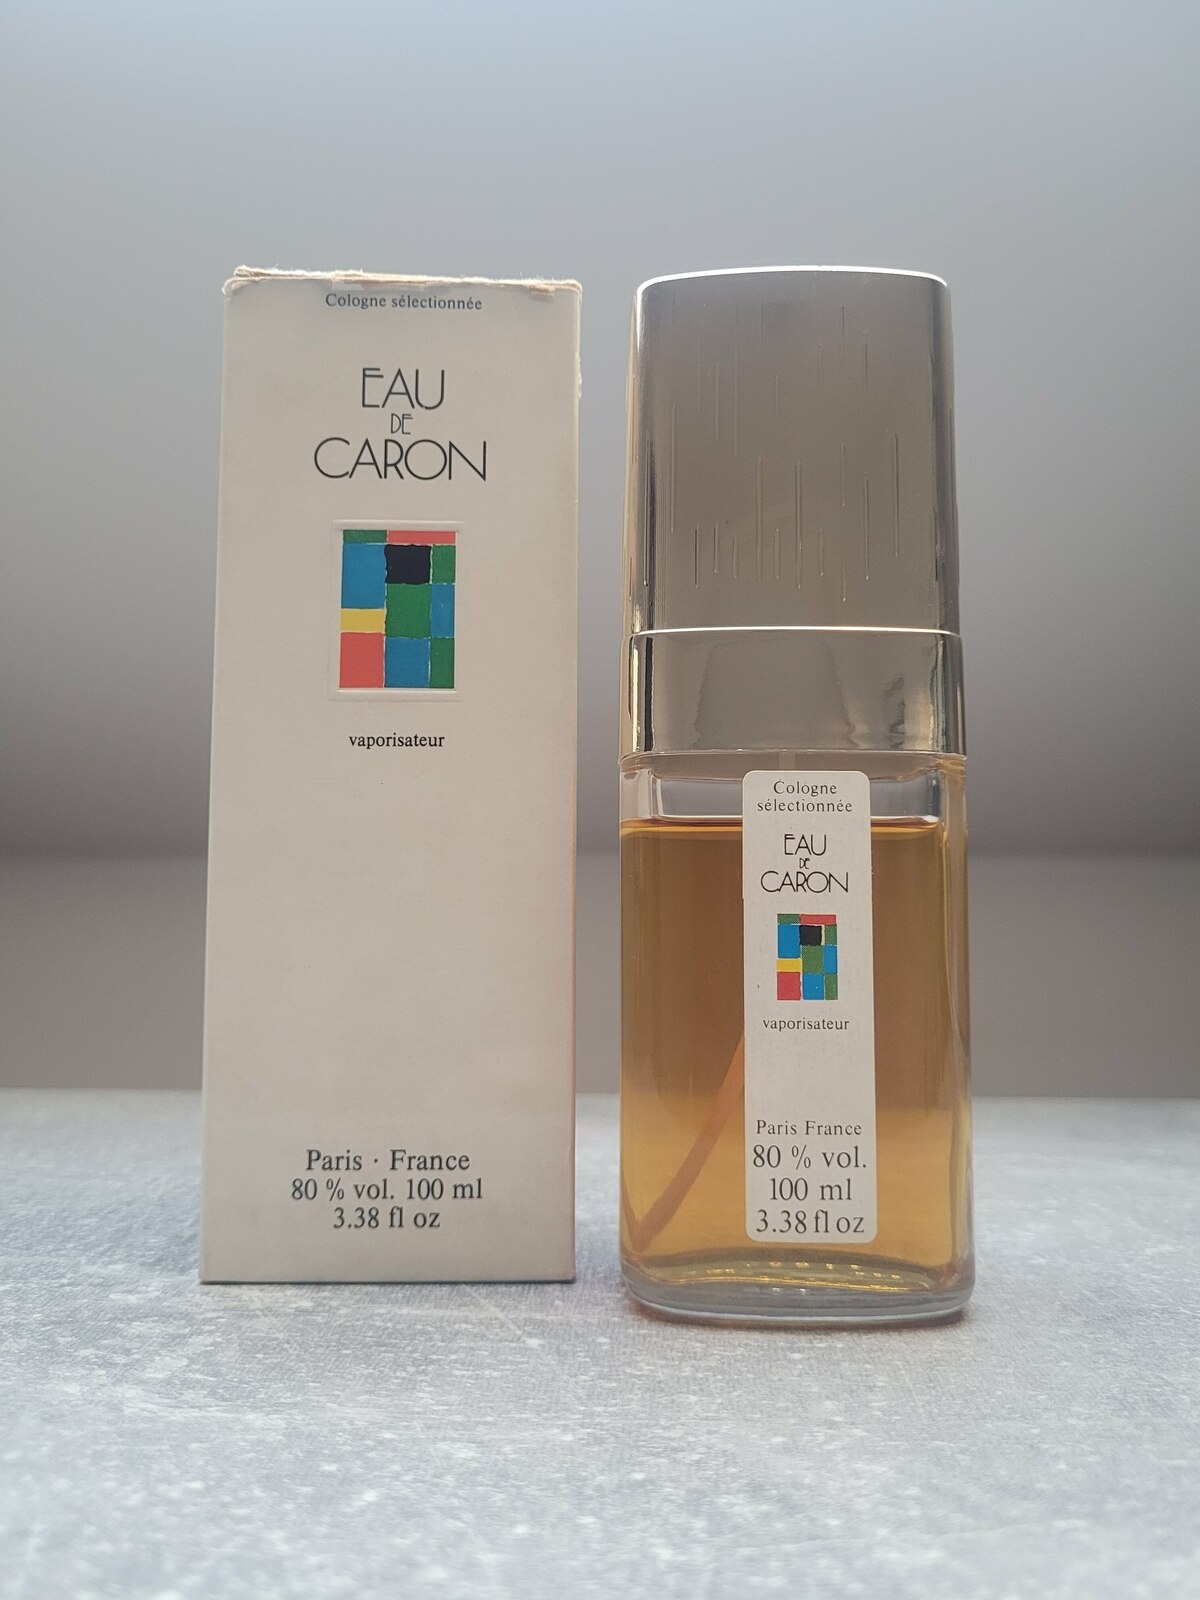 Cologne sélectionnée
EAU
DE
CARON
vaporisateur
Paris · France
80 % vol. 100 ml
3.38 fl oz
Cologne
sélectionnée
EAU
DE
CARON
vaporisateur
Paris France
80 % vol.
100 ml
3.38 fl oz